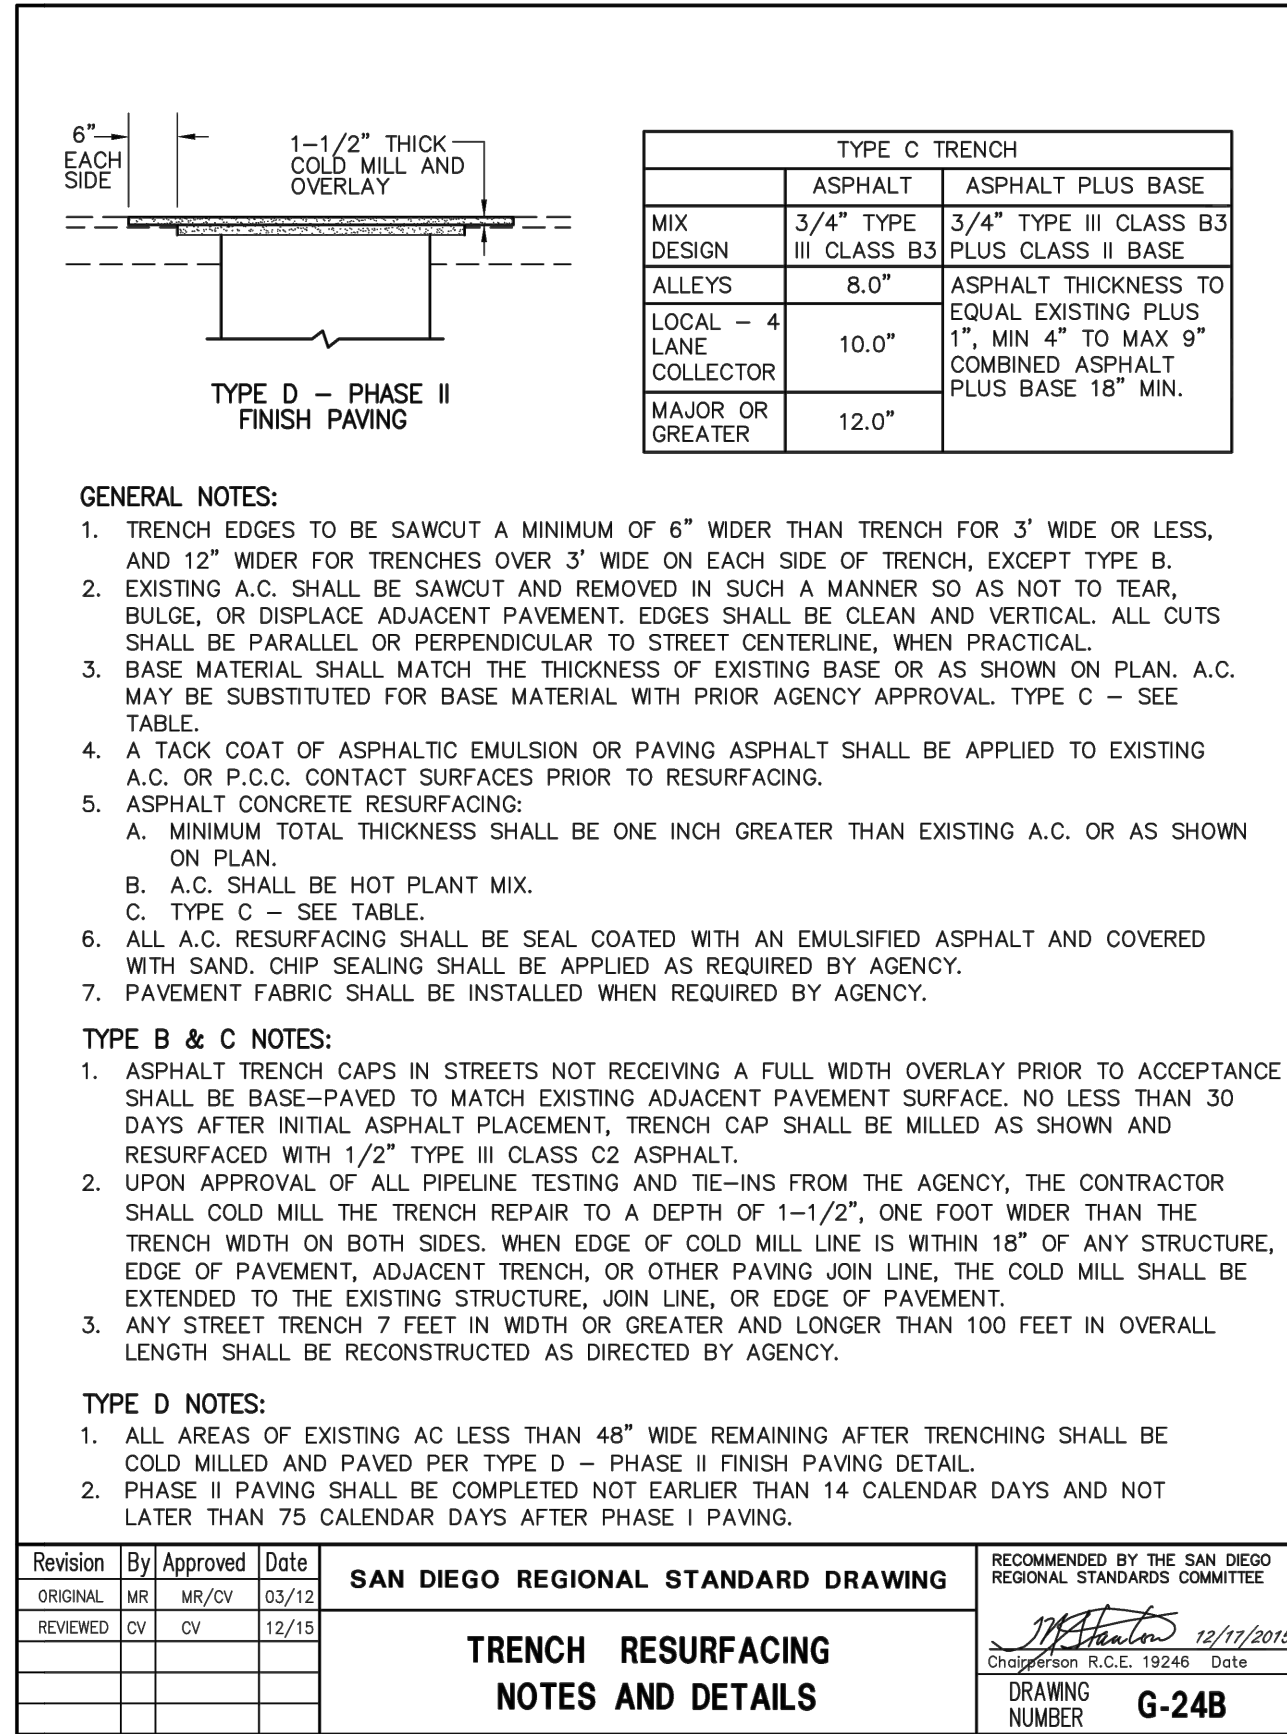 6" EACH SIDE
1-1/2" THICK
COLD MILL AND
OVERLAY
TYPE D – PHASE II
FINISH PAVING
TYPE C TRENCH
ASPHALT ASPHALT PLUS BASE
MIX DESIGN 3/4" TYPE III CLASS B3 3/4" TYPE III CLASS B3 PLUS CLASS II BASE
ALLEYS 8.0"
LOCAL – 4 LANE COLLECTOR 10.0"
MAJOR OR GREATER 12.0"
ASPHALT THICKNESS TO
EQUAL EXISTING PLUS
1", MIN 4" TO MAX 9"
COMBINED ASPHALT
PLUS BASE 18" MIN.
GENERAL NOTES:
1. TRENCH EDGES TO BE SAWCUT A MINIMUM OF 6" WIDER THAN TRENCH FOR 3' WIDE OR LESS,
AND 12" WIDER FOR TRENCHES OVER 3' WIDE ON EACH SIDE OF TRENCH, EXCEPT TYPE B.
2. EXISTING A.C. SHALL BE SAWCUT AND REMOVED IN SUCH A MANNER SO AS NOT TO TEAR,
BULGE, OR DISPLACE ADJACENT PAVEMENT. EDGES SHALL BE CLEAN AND VERTICAL. ALL CUTS
SHALL BE PARALLEL OR PERPENDICULAR TO STREET CENTERLINE, WHEN PRACTICAL.
3. BASE MATERIAL SHALL MATCH THE THICKNESS OF EXISTING BASE OR AS SHOWN ON PLAN. A.C.
MAY BE SUBSTITUTED FOR BASE MATERIAL WITH PRIOR AGENCY APPROVAL. TYPE C – SEE
TABLE.
4. A TACK COAT OF ASPHALTIC EMULSION OR PAVING ASPHALT SHALL BE APPLIED TO EXISTING
A.C. OR P.C.C. CONTACT SURFACES PRIOR TO RESURFACING.
5. ASPHALT CONCRETE RESURFACING:
A. MINIMUM TOTAL THICKNESS SHALL BE ONE INCH GREATER THAN EXISTING A.C. OR AS SHOWN
ON PLAN.
B. A.C. SHALL BE HOT PLANT MIX.
C. TYPE C – SEE TABLE.
6. ALL A.C. RESURFACING SHALL BE SEAL COATED WITH AN EMULSIFIED ASPHALT AND COVERED
WITH SAND. CHIP SEALING SHALL BE APPLIED AS REQUIRED BY AGENCY.
7. PAVEMENT FABRIC SHALL BE INSTALLED WHEN REQUIRED BY AGENCY.
TYPE B & C NOTES:
1. ASPHALT TRENCH CAPS IN STREETS NOT RECEIVING A FULL WIDTH OVERLAY PRIOR TO ACCEPTANCE
SHALL BE BASE–PAVED TO MATCH EXISTING ADJACENT PAVEMENT SURFACE. NO LESS THAN 30
DAYS AFTER INITIAL ASPHALT PLACEMENT, TRENCH CAP SHALL BE MILLED AS SHOWN AND
RESURFACED WITH 1/2" TYPE III CLASS C2 ASPHALT.
2. UPON APPROVAL OF ALL PIPELINE TESTING AND TIE–INS FROM THE AGENCY, THE CONTRACTOR
SHALL COLD MILL THE TRENCH REPAIR TO A DEPTH OF 1–1/2", ONE FOOT WIDER THAN THE
TRENCH WIDTH ON BOTH SIDES. WHEN EDGE OF COLD MILL LINE IS WITHIN 18" OF ANY STRUCTURE,
EDGE OF PAVEMENT, ADJACENT TRENCH, OR OTHER PAVING JOIN LINE, THE COLD MILL SHALL BE
EXTENDED TO THE EXISTING STRUCTURE, JOIN LINE, OR EDGE OF PAVEMENT.
3. ANY STREET TRENCH 7 FEET IN WIDTH OR GREATER AND LONGER THAN 100 FEET IN OVERALL
LENGTH SHALL BE RECONSTRUCTED AS DIRECTED BY AGENCY.
TYPE D NOTES:
1. ALL AREAS OF EXISTING AC LESS THAN 48" WIDE REMAINING AFTER TRENCHING SHALL BE
COLD MILLED AND PAVED PER TYPE D – PHASE II FINISH PAVING DETAIL.
2. PHASE II PAVING SHALL BE COMPLETED NOT EARLIER THAN 14 CALENDAR DAYS AND NOT
LATER THAN 75 CALENDAR DAYS AFTER PHASE I PAVING.
Revision By Approved Date
ORIGINAL MR MR/CV 03/12
REVIEWED CV CV 12/15
SAN DIEGO REGIONAL STANDARD DRAWING
TRENCH RESURFACING
NOTES AND DETAILS
RECOMMENDED BY THE SAN DIEGO
REGIONAL STANDARDS COMMITTEE
12/17/2015
Chairperson R.C.E. 19246 Date
DRAWING
NUMBER G-24B